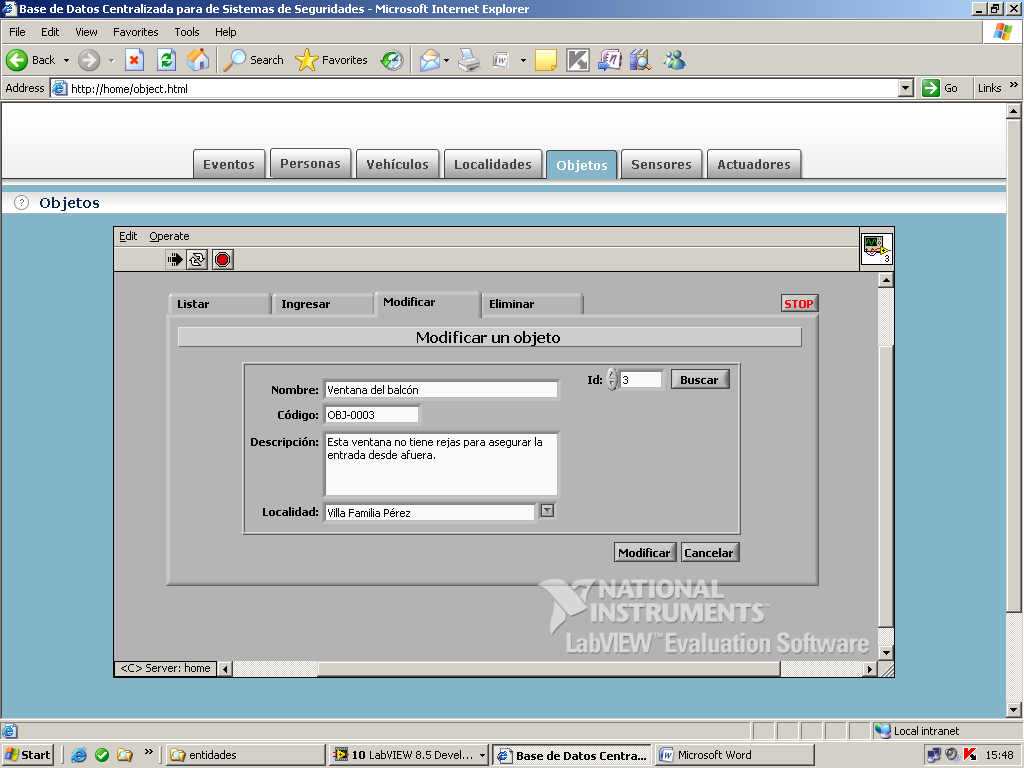 Base de Datos Centralizada para de Sistemas de Seguridades - Microsoft Internet Explorer
File Edit View Favorites Tools Help
Back Search Favorites
Address http://home/object.html Go Links »
Eventos Personas Vehículos Localidades Objetos Sensores Actuadores
? Objetos
Edit Operate
3
Listar Ingresar Modificar Eliminar STOP
Modificar un objeto
Id: 3 Buscar
Nombre: Ventana del balcón
Código: OBJ-0003
Descripción: Esta ventana no tiene rejas para asegurar la
entrada desde afuera.
Localidad: Villa Familia Pérez
Modificar Cancelar
NATIONAL
INSTRUMENTS™
LabVIEW™ Evaluation Software
<C> Server: home
Local intranet
Start » entidades 10 LabVIEW 8.5 Devel... Base de Datos Centra... Microsoft Word 15:48